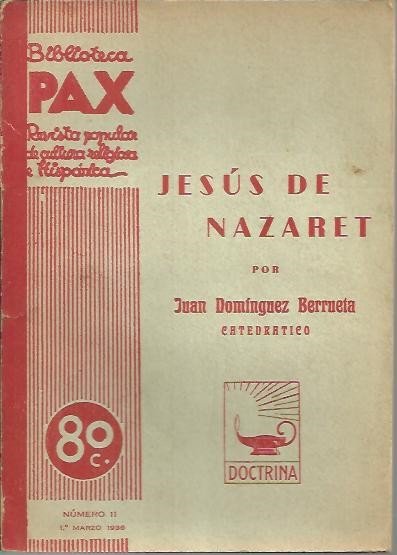 Biblioteca
PAX
Revista popular
de cultura religiosa
e Hispánica
JESÚS DE
NAZARET
POR
Juan Domínguez Berrueta
CATEDRATICO
80
c.
DOCTRINA
NÚMERO 11
1.º MARZO 1936